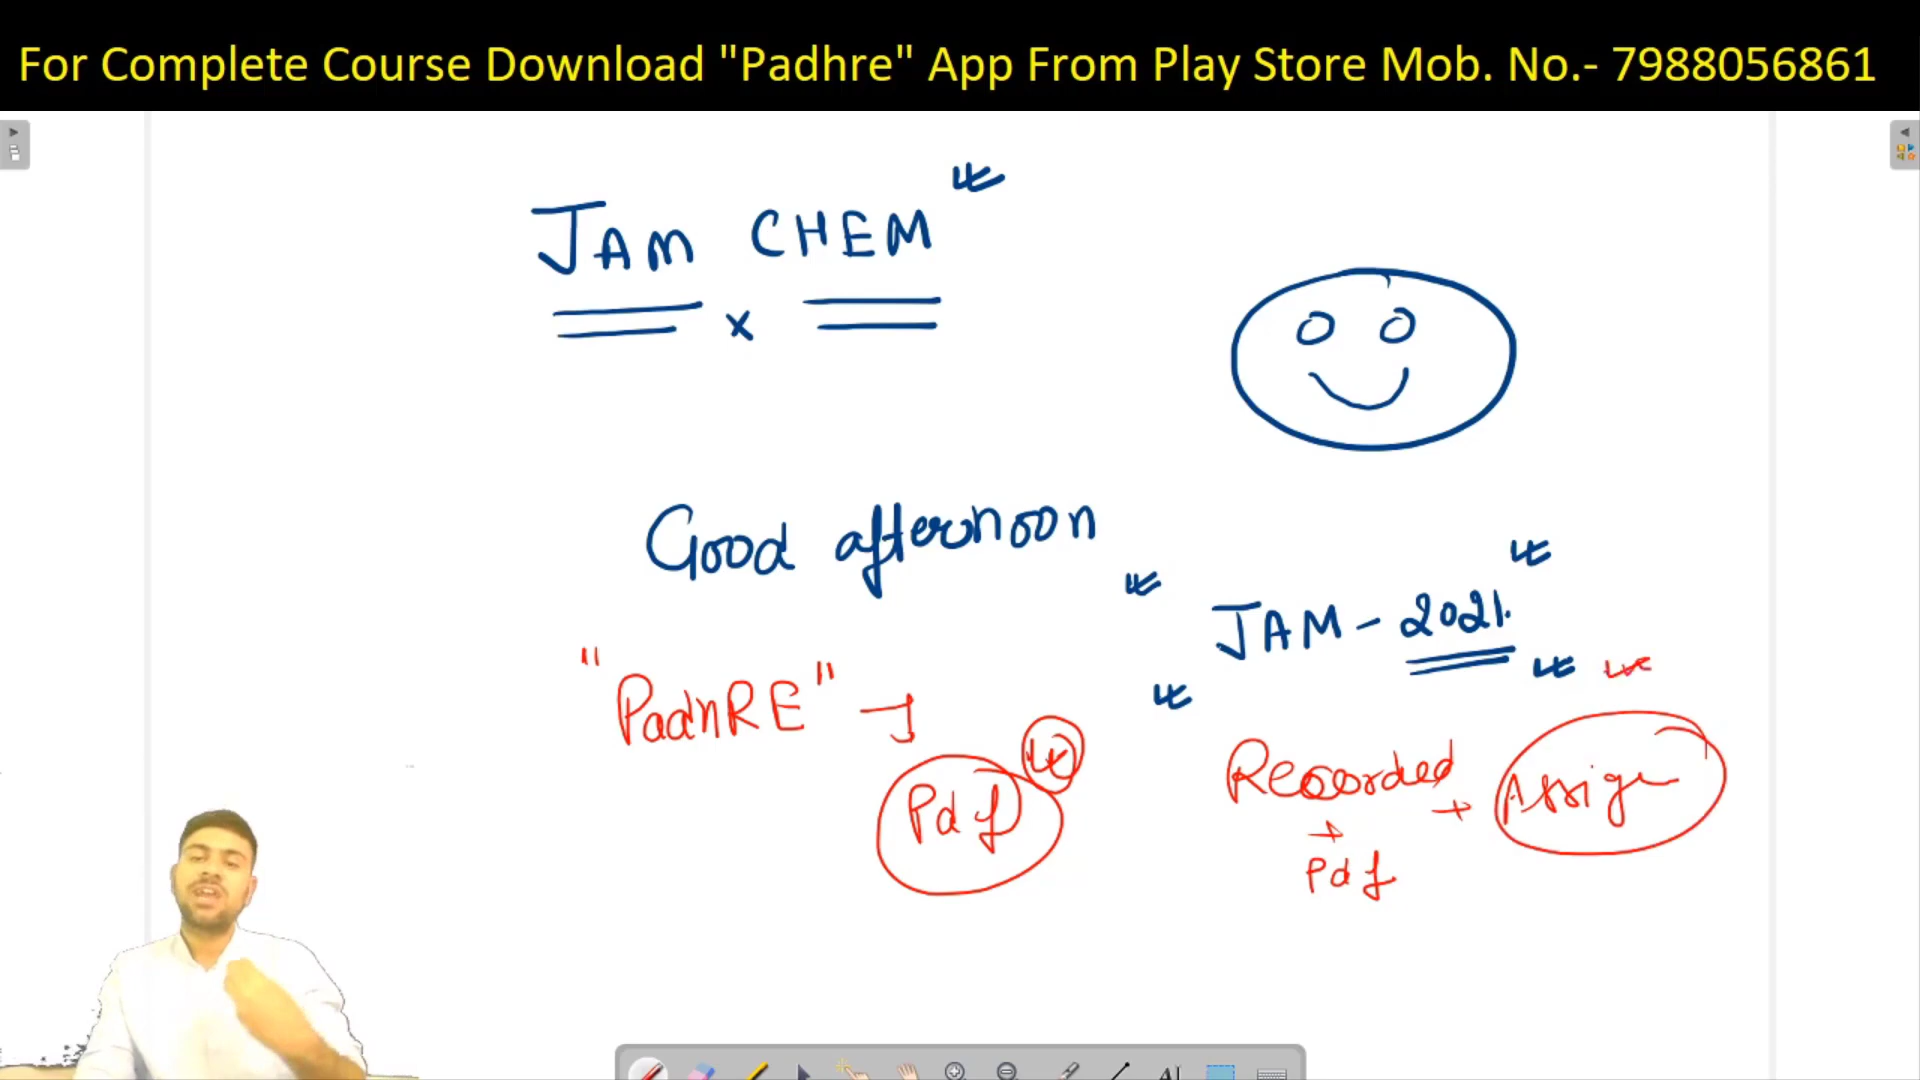 For Complete Course Download "Padhre" App From Play Store Mob. No.- 7988056861
JAM CHEM
x
Good afternoon
JAM - 2021.
"PadhRE"
Pdf
Recorded + Assign
+
Pdf